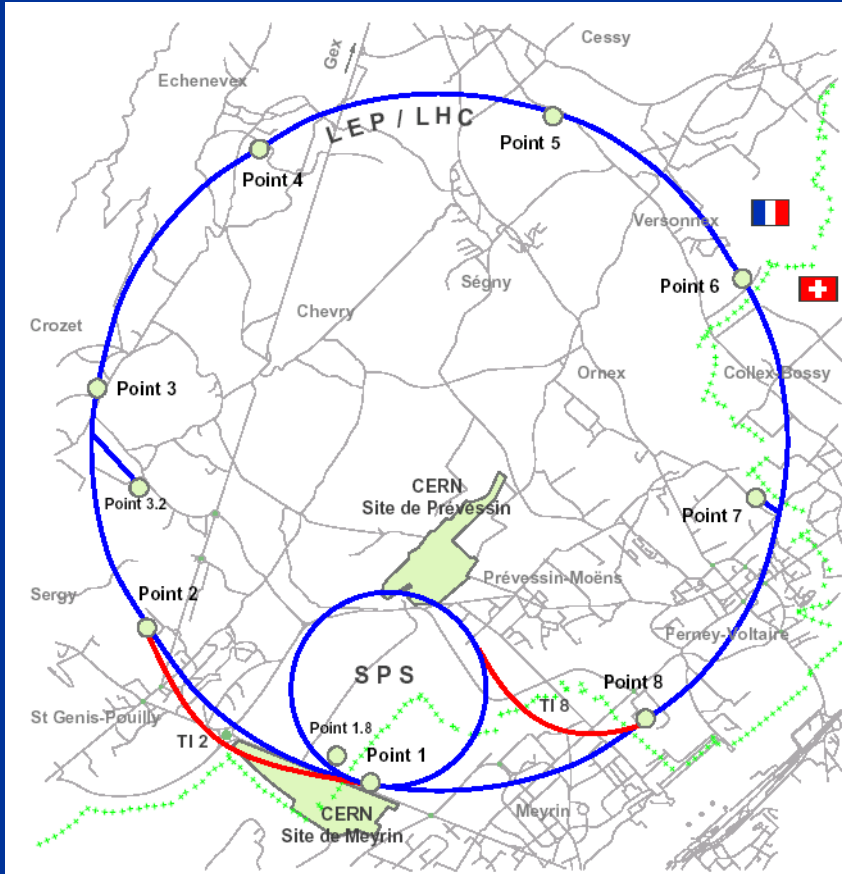 Cessy
Gex
Echenevex
LEP / LHC
Point 5
Point 4
Versonnex
Ségny
Point 6
Chevry
Crozet
Ornex
Collex-Bossy
Point 3
CERN
Site de Prévessin
Point 3.2
Point 7
Prévessin-Moëns
Sergy
Point 2
Ferney-Voltaire
SPS
Point 8
St Genis-Pouilly
TI 8
TI 2
Point 1.8
Point 1
CERN
Site de Meyrin
Meyrin